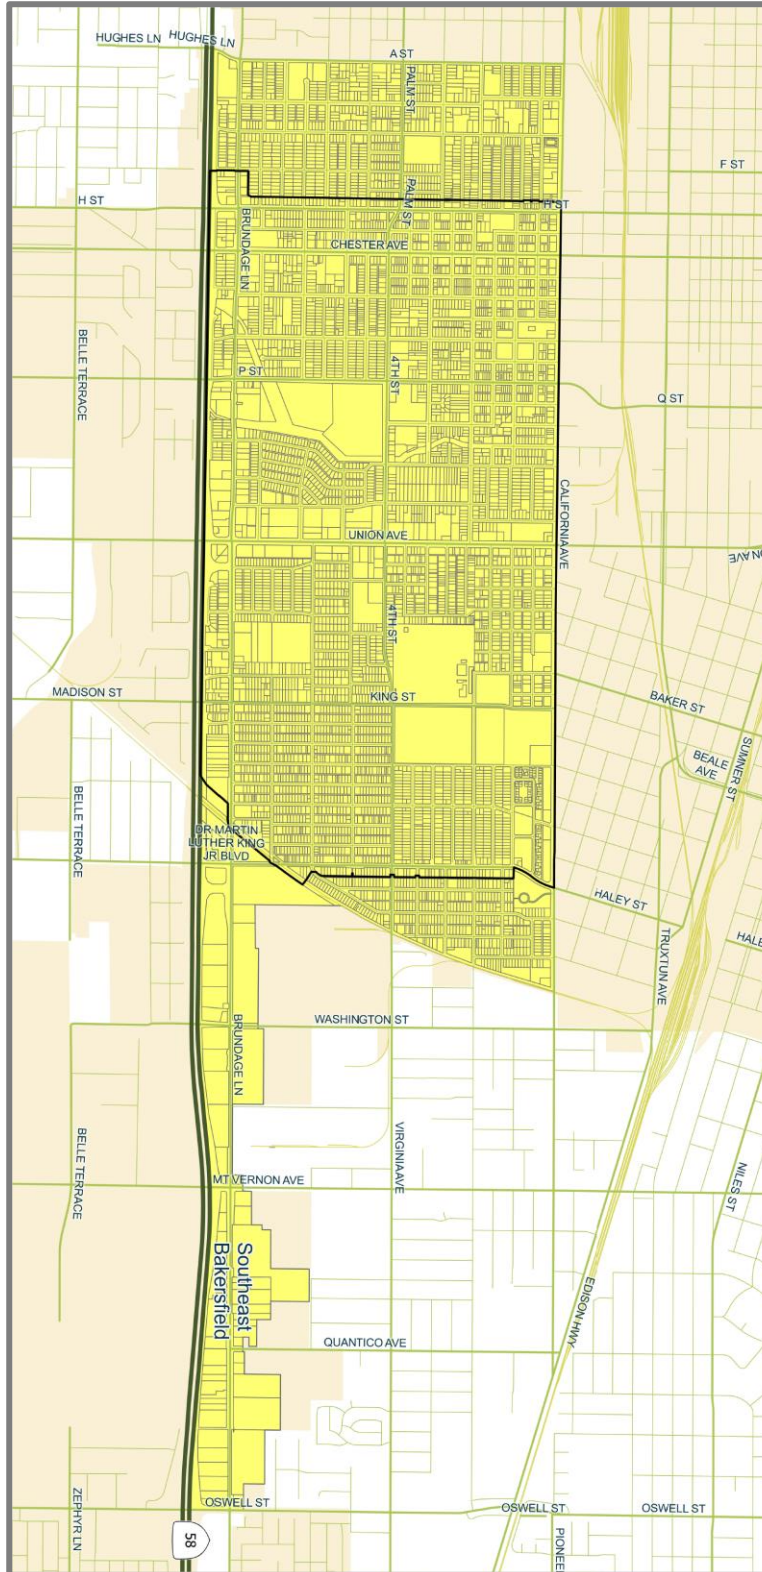 HUGHES LN
HUGHES LN
A ST
PALM ST
F ST
H ST
PALM ST
H ST
BRUNDAGE LN
CHESTER AVE
BELLE TERRACE
P ST
4TH ST
Q ST
CALIFORNIA AVE
UNION AVE
4TH ST
MADISON ST
KING ST
BAKER ST
SUMNER ST
BEALE
AVE
BELLE TERRACE
DR MARTIN
LUTHER KING
JR BLVD
HALEY ST
TRUXTUN AVE
HALE
WASHINGTON ST
BRUNDAGE LN
BELLE TERRACE
VIRGINIA AVE
MT VERNON AVE
NILES ST
Southeast
Bakersfield
EDISON HWY
QUANTICO AVE
OSWELL ST
OSWELL ST
OSWELL ST
ZEPHYR LN
58
PIONEE